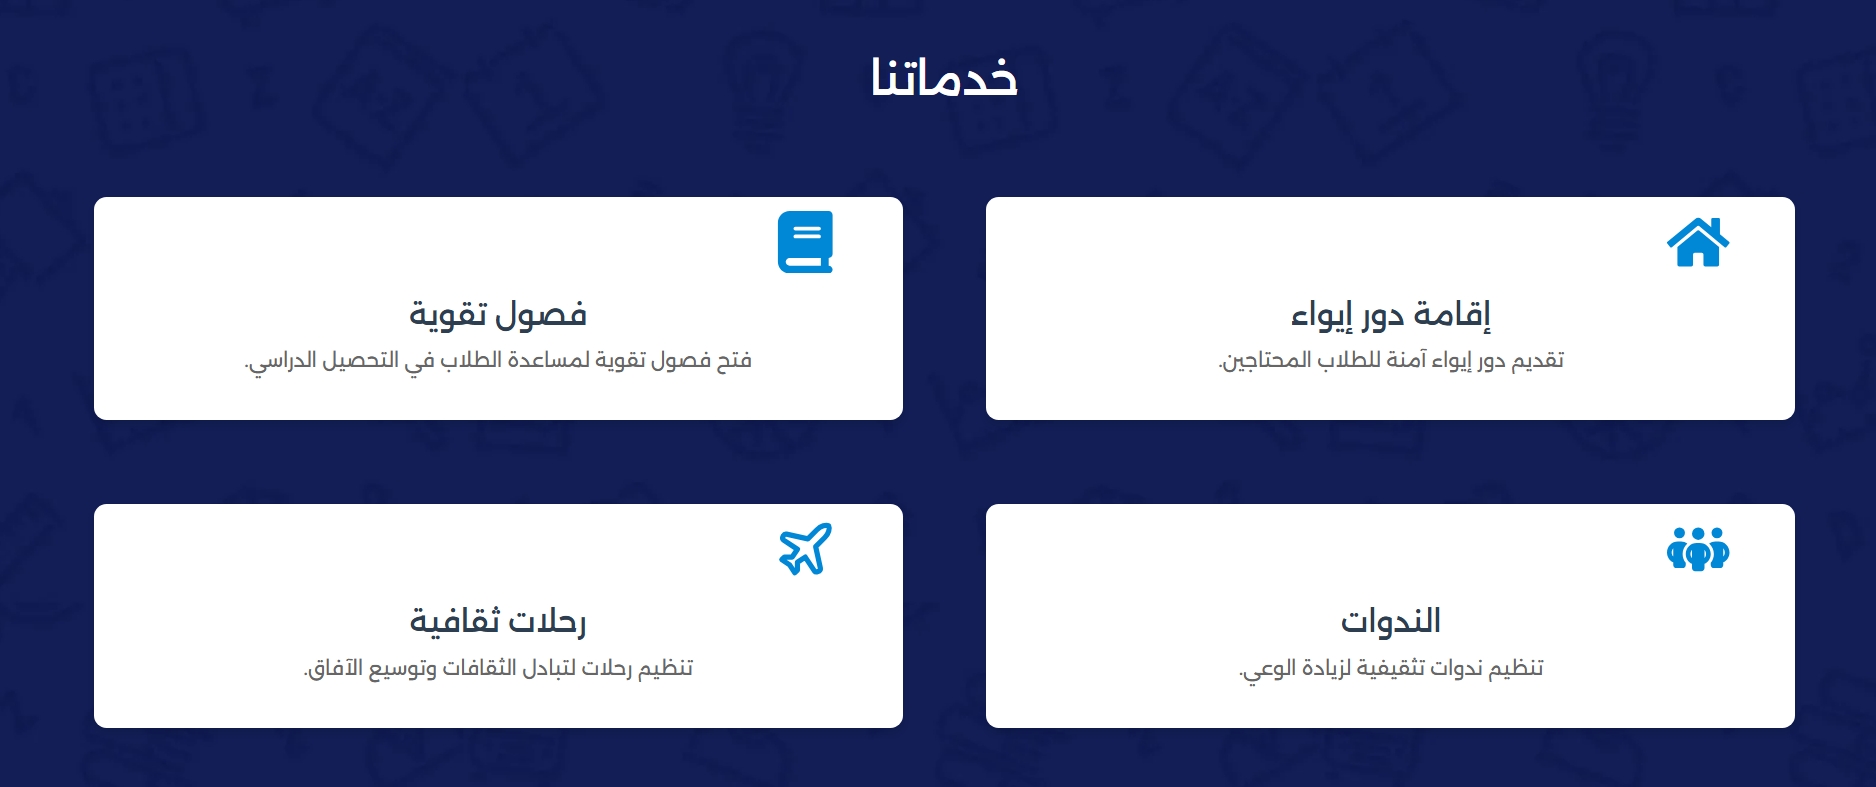 خدماتنا
إقامة دور إيواء
تقديم دور إيواء آمنة للطلاب المحتاجين.
فصول تقوية
فتح فصول تقوية لمساعدة الطلاب في التحصيل الدراسي.
الندوات
تنظيم ندوات تثقيفية لزيادة الوعي.
رحلات ثقافية
تنظيم رحلات لتبادل الثقافات وتوسيع الآفاق.